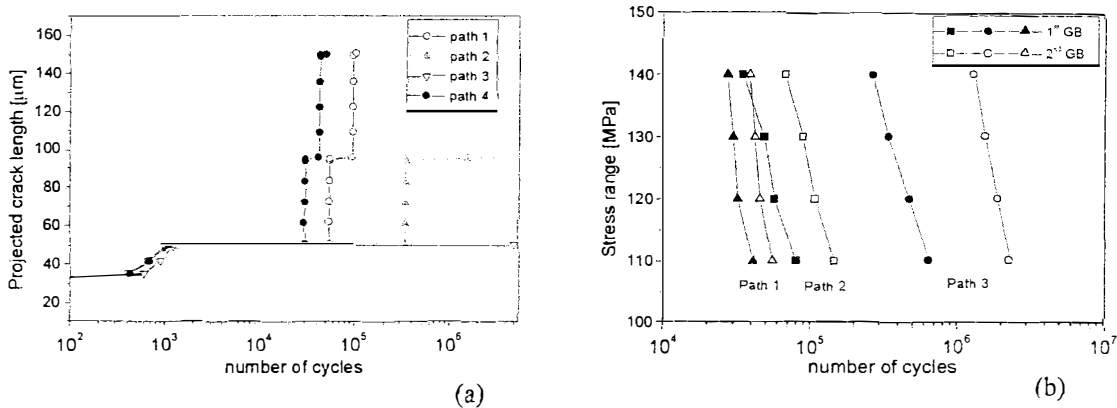 160
140
120
100
80
60
40
20
Projected crack length [μm]
10² 10³ 10⁴ 10⁵ 10⁶
number of cycles
path 1
path 2
path 3
path 4
(a)
150
140
130
120
110
100
Stress range [MPa]
10⁴ 10⁵ 10⁶ 10⁷
number of cycles
1st GB
GB
Path 1 Path 2 Path 3
(b)